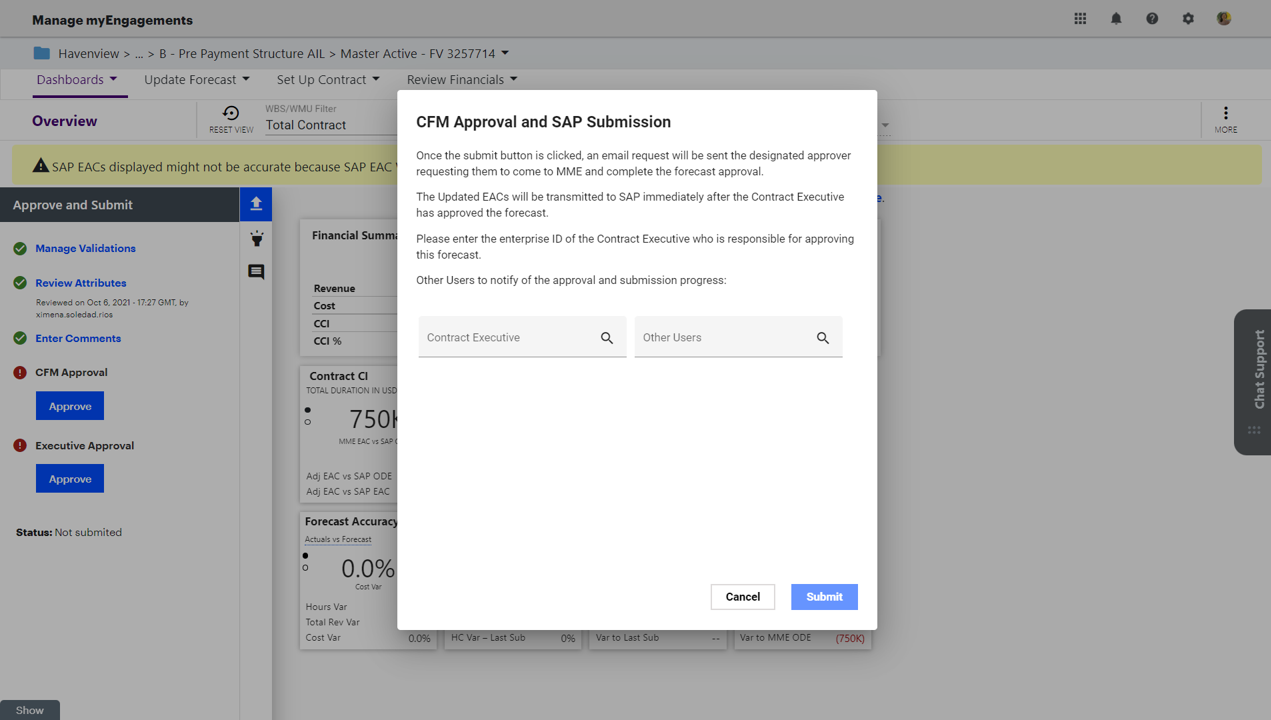 Manage myEngagements
Havenview > ... > B - Pre Payment Structure AIL > Master Active - FV 3257714
Dashboards
Update Forecast
Set Up Contract
Review Financials
Overview
RESET VIEW
WBS/WMU Filter
Total Contract
MORE
SAP EACs displayed might not be accurate because SAP EAC
e.
Approve and Submit
Manage Validations
Review Attributes
Reviewed on Oct 6, 2021 - 17:27 GMT, by
ximena.soledad.rios
Enter Comments
CFM Approval
Approve
Executive Approval
Approve
Status: Not submited
Show
Financial Summa
Revenue
Cost
CCI
CCI %
Contract CI
TOTAL DURATION IN USD
750K
MME EAC vs SAP O
Adj EAC vs SAP ODE
Adj EAC vs SAP EAC
Forecast Accuracy
Actuals vs Forecast
0.0%
Cost Var
Hours Var
Total Rev Var
Cost Var 0.0%
HC Var – Last Sub 0%
Var to Last Sub --
Var to MME ODE (750K)
CFM Approval and SAP Submission
Once the submit button is clicked, an email request will be sent the designated approver
requesting them to come to MME and complete the forecast approval.
The Updated EACs will be transmitted to SAP immediately after the Contract Executive
has approved the forecast.
Please enter the enterprise ID of the Contract Executive who is responsible for approving
this forecast.
Other Users to notify of the approval and submission progress:
Contract Executive
Other Users
Cancel
Submit
Chat Support